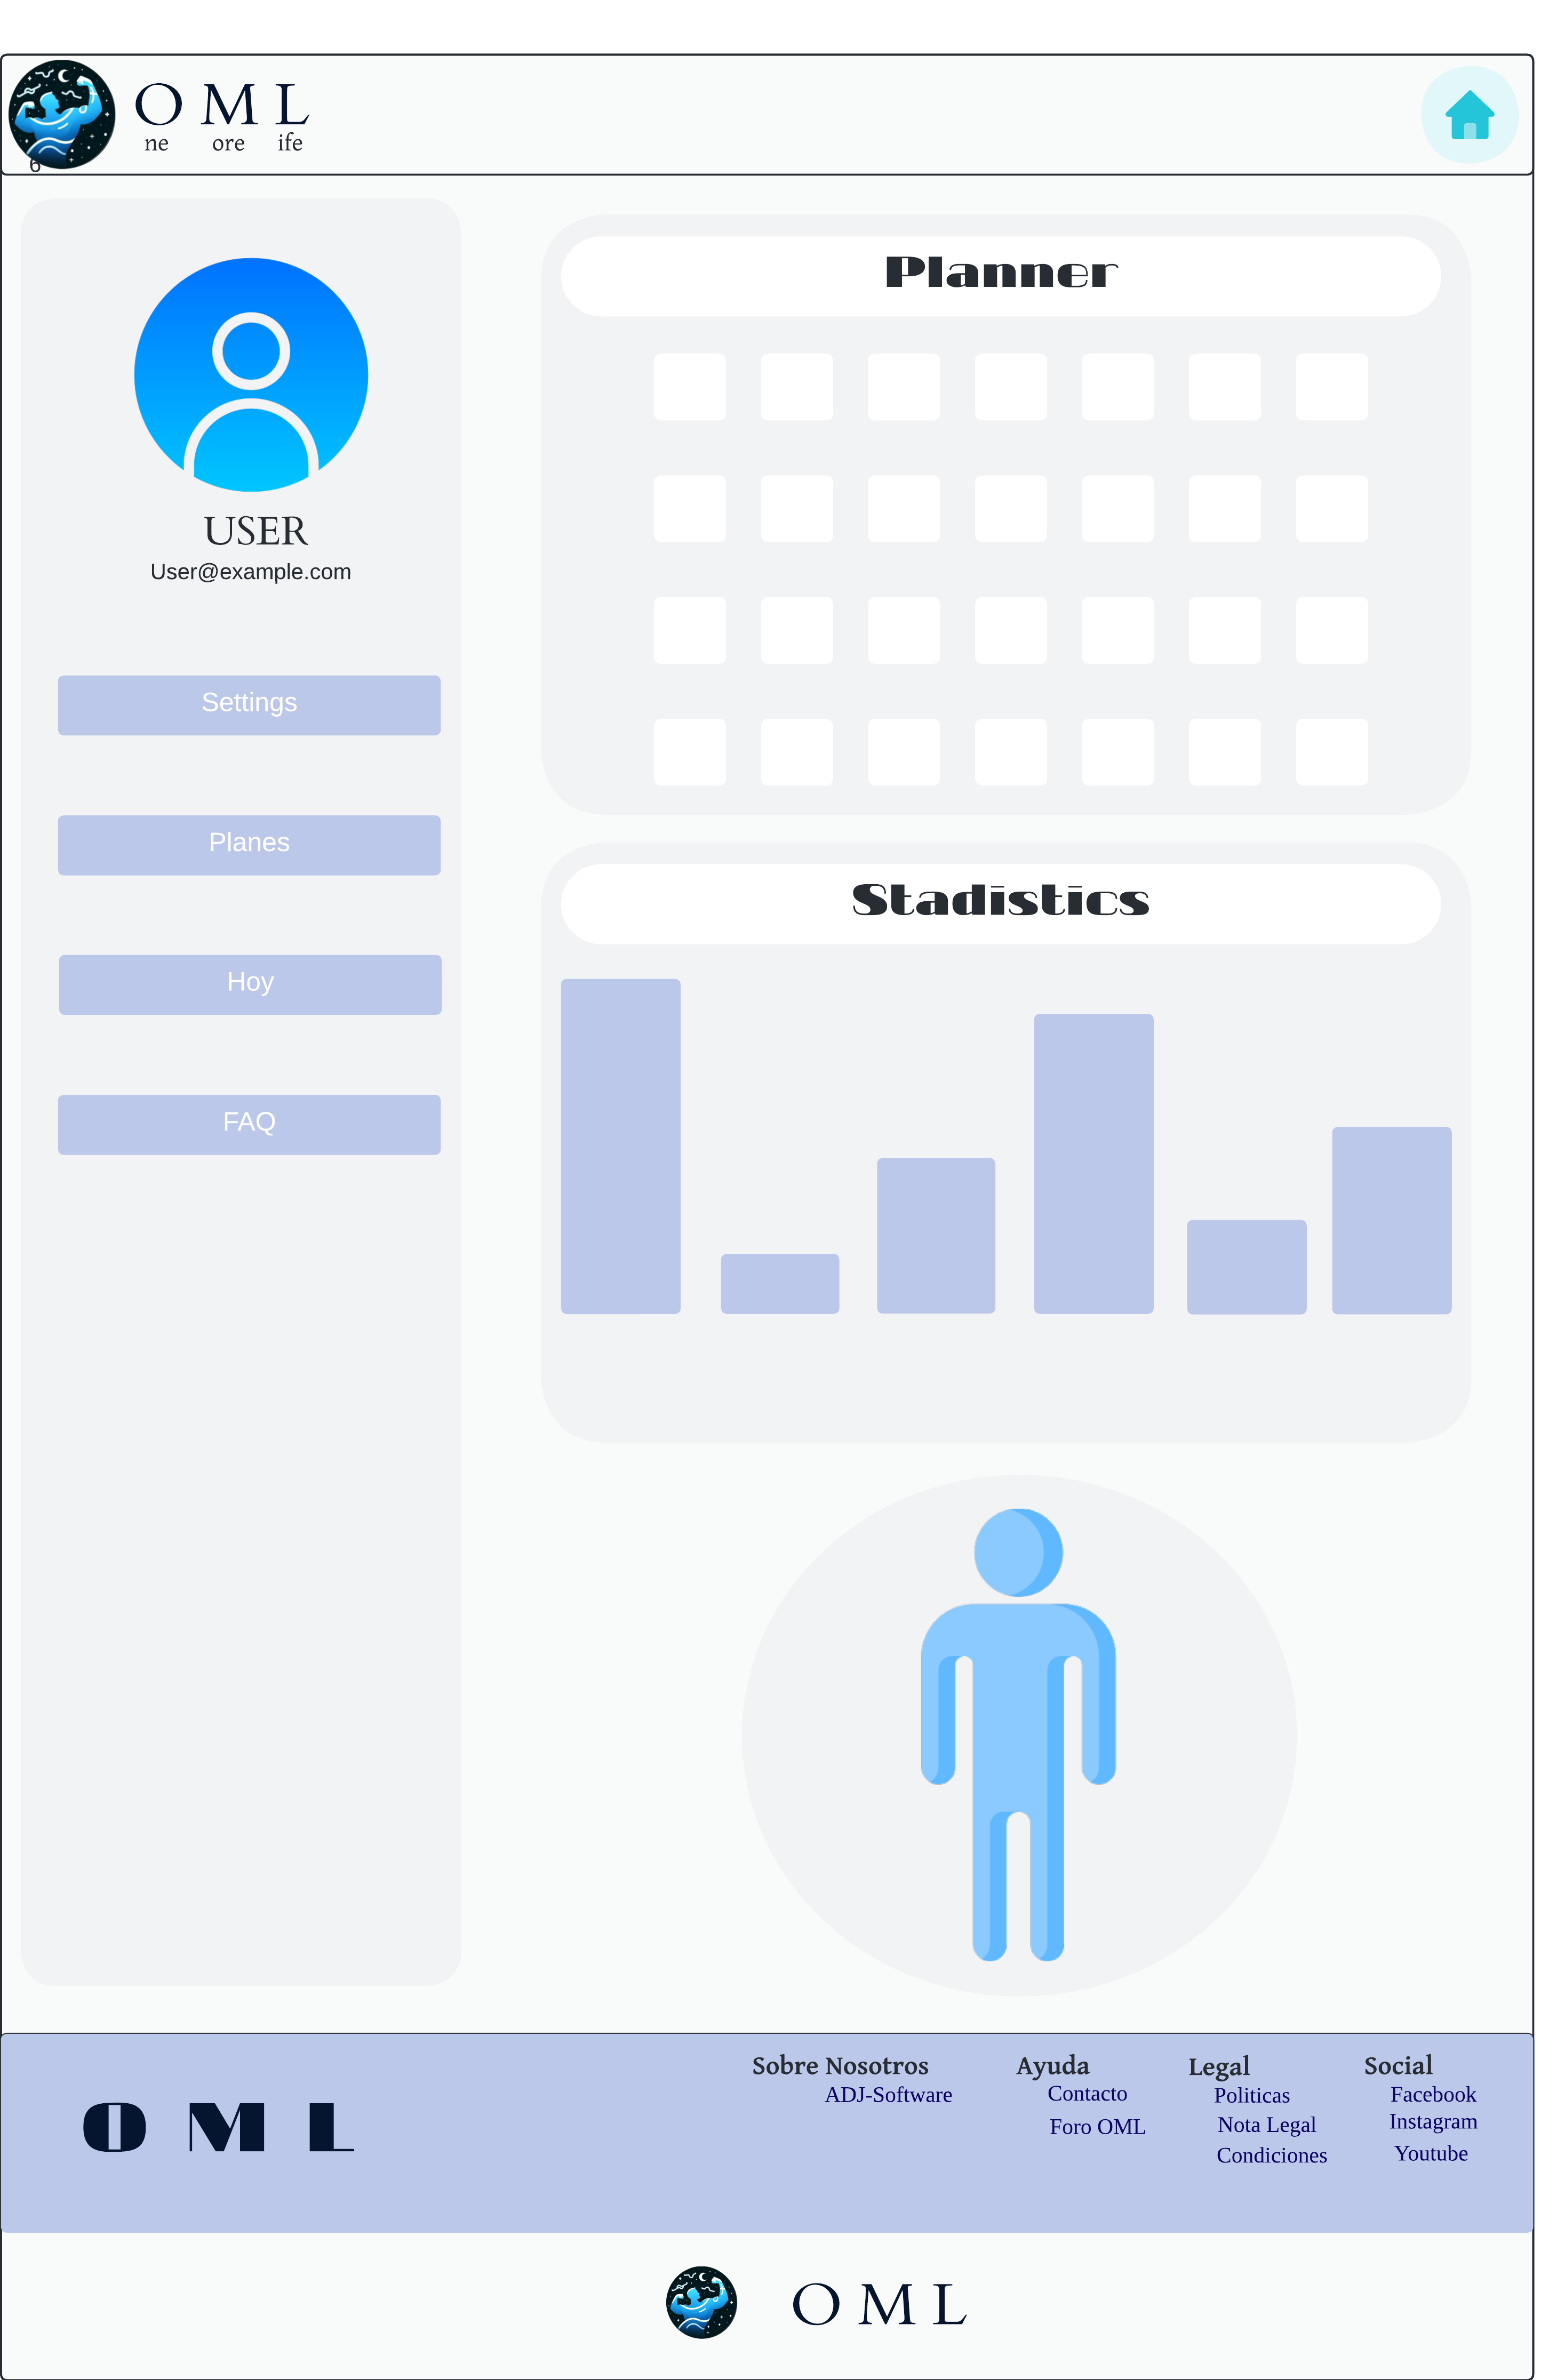 O M L
ne ore ife
6
USER
User@example.com
Settings
Planes
Hoy
FAQ
Planner
Stadistics
O M L
Sobre Nosotros
ADJ-Software
Ayuda
Contacto
Foro OML
Legal
Politicas
Nota Legal
Condiciones
Social
Facebook
Instagram
Youtube
O M L